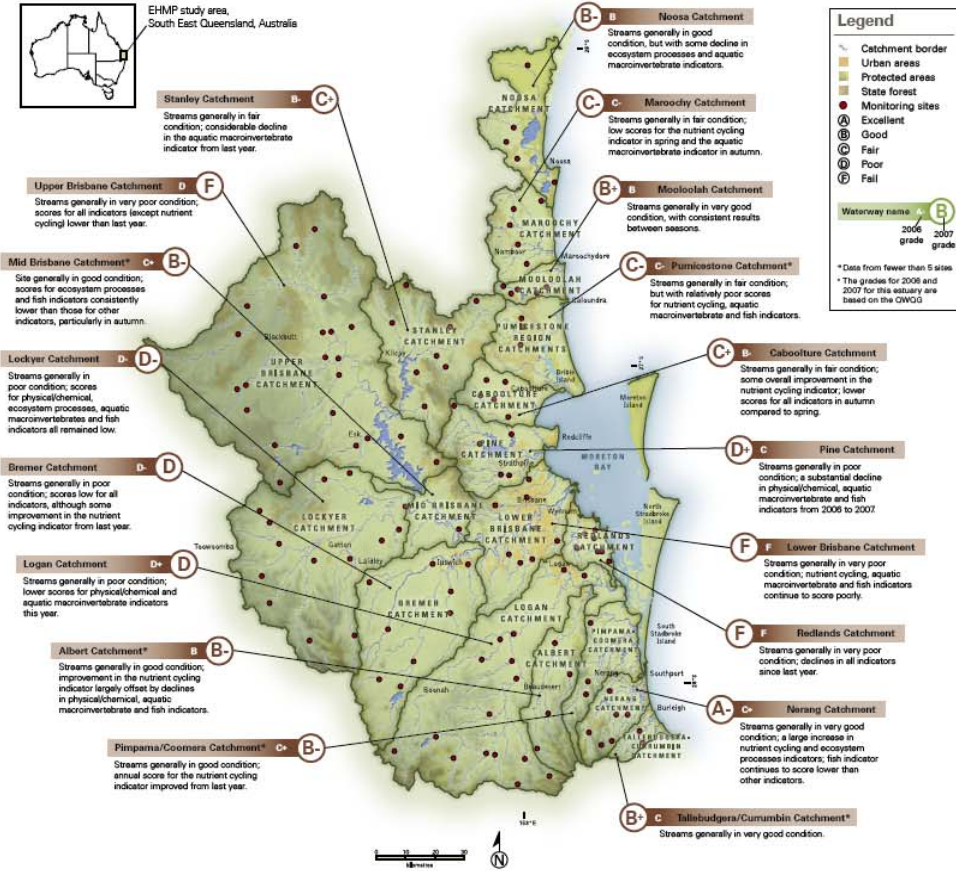 EHMP study area,
South East Queensland, Australia
Legend
Catchment border
Urban areas
Protected areas
State forest
Monitoring sites
A Excellent
B Good
C Fair
D Poor
F Fail
Waterway name B
2006
grade
2007
grade
* Data from fewer than 5 sites
* The grades for 2006 and
2007 for this estuary are
based on the QWQG
B- B Noosa Catchment
Streams generally in good
condition, but with some decline in
ecosystem processes and aquatic
macroinvertebrate indicators.
Stanley Catchment B- C+
Streams generally in fair
condition; considerable decline
in the aquatic macroinvertebrate
indicator from last year.
C- C- Maroochy Catchment
Streams generally in fair condition;
low scores for the nutrient cycling
indicator in spring and the aquatic
macroinvertebrate indicator in autumn.
Upper Brisbane Catchment D F
Streams generally in very poor condition;
scores for all indicators (except nutrient
cycling) lower than last year.
B+ B Mooloolah Catchment
Streams generally in very good
condition, with consistent results
between seasons.
Mid Brisbane Catchment* C+ B-
Site generally in good condition;
scores for ecosystem processes
and fish indicators consistently
lower than those for other
indicators, particularly in autumn.
C- C- Pumicestone Catchment*
Streams generally in fair condition;
but with relatively poor scores
for nutrient cycling, aquatic
macroinvertebrate and fish indicators.
Lockyer Catchment D- D-
Streams generally in
poor condition; scores
for physical/chemical,
ecosystem processes, aquatic
macroinvertebrates and fish
indicators all remained low.
C+ B- Caboolture Catchment
Streams generally in fair condition;
some overall improvement in the
nutrient cycling indicator; lower
scores for all indicators in autumn
compared to spring.
Bremer Catchment D- D
Streams generally in poor
condition; scores low for all
indicators, although some
improvement in the nutrient
cycling indicator from last year.
D+ C Pine Catchment
Streams generally in poor
condition; a substantial decline
in physical/chemical, aquatic
macroinvertebrate and fish
indicators from 2006 to 2007.
Logan Catchment D+ D
Streams generally in poor condition;
lower scores for physical/chemical and
aquatic macroinvertebrate indicators
this year.
F F Lower Brisbane Catchment
Streams generally in very poor
condition; nutrient cycling, aquatic
macroinvertebrate and fish indicators
continue to score poorly.
Albert Catchment* B B-
Streams generally in good condition;
improvement in the nutrient cycling
indicator largely offset by declines
in physical/chemical, aquatic
macroinvertebrate and fish indicators.
F F Redlands Catchment
Streams generally in very poor
condition; declines in all indicators
since last year.
Pimpama/Coomera Catchment* C+ B-
Streams generally in good condition;
annual score for the nutrient cycling
indicator improved from last year.
A- C+ Nerang Catchment
Streams generally in very good
condition; a large increase in
nutrient cycling and ecosystem
processes indicators; fish indicator
continues to score lower than
other indicators.
B+ C Tallebudgera/Currumbin Catchment*
Streams generally in very good condition.
NOOSA
CATCHMENT
Noosa
MAROOCHY
CATCHMENT
Nambour
Maroochydore
MOOLOOLAH
CATCHMENT
Caloundra
PUMICESTONE
REGION
CATCHMENTS
Bribie
Island
STANLEY
CATCHMENT
Kilcoy
Blackbutt
UPPER
BRISBANE
CATCHMENT
Esk
Caboolture
CABOOLTURE
CATCHMENT
Moreton
Island
Redcliffe
PINE
CATCHMENT
Strathpine
MORETON
BAY
MID BRISBANE
CATCHMENT
Brisbane
Wynnum
LOWER
BRISBANE
CATCHMENT
North
Stradbroke
Island
REDLANDS
CATCHMENT
LOCKYER
CATCHMENT
Toowoomba
Gatton
Laidley
Ipswich
Logan
BREMER
CATCHMENT
LOGAN
CATCHMENT
PIMPAMA-
COOMERA
CATCHMENT
South
Stradbroke
Island
ALBERT
CATCHMENT
Boonah
Beaudesert
Nerang
Southport
NERANG
CATCHMENT
Burleigh
TALLEBUDGERA-
CURRUMBIN
CATCHMENT
153°E
0 10 20 30
kilometres
N